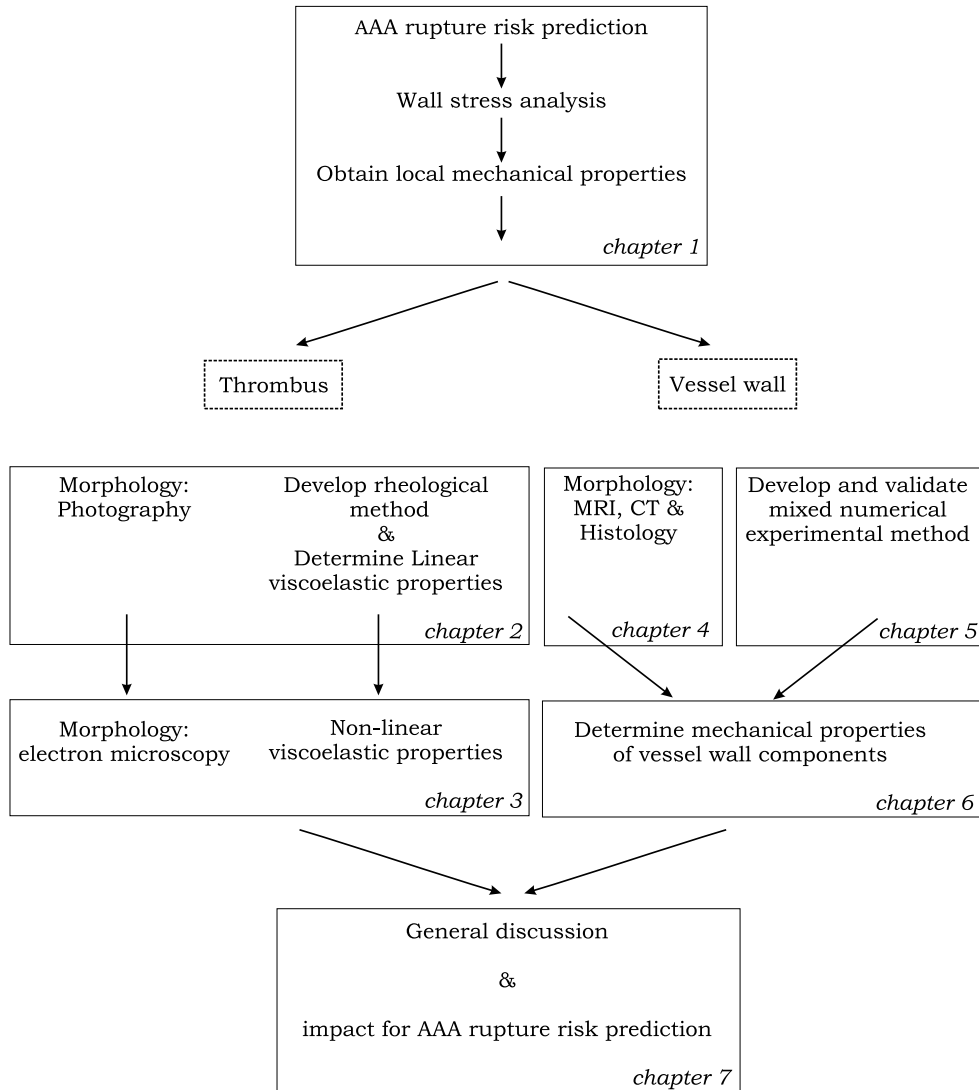 AAA rupture risk prediction
Wall stress analysis
Obtain local mechanical properties
chapter 1
Thrombus
Vessel wall
Morphology:
Photography
Develop rheological
method
&
Determine Linear
viscoelastic properties
chapter 2
Morphology:
MRI, CT &
Histology
chapter 4
Develop and validate
mixed numerical
experimental method
chapter 5
Morphology:
electron microscopy
Non-linear
viscoelastic properties
chapter 3
Determine mechanical properties
of vessel wall components
chapter 6
General discussion
&
impact for AAA rupture risk prediction
chapter 7